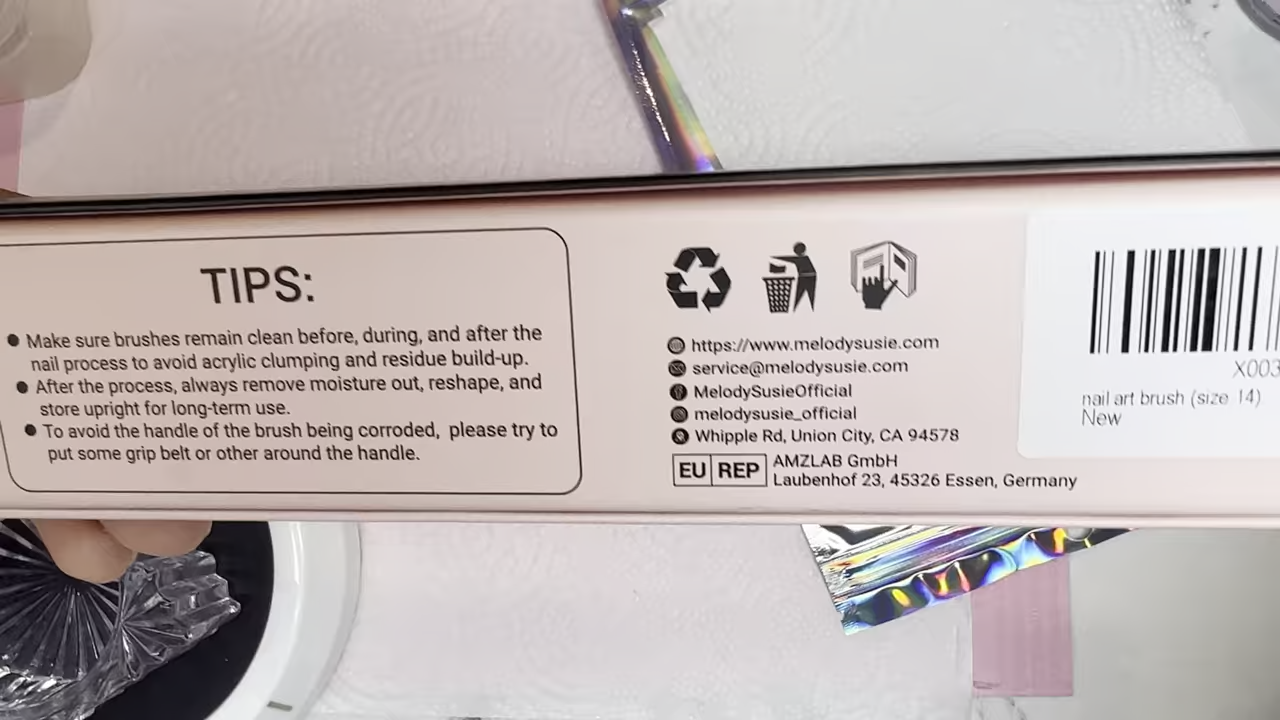 TIPS:
● Make sure brushes remain clean before, during, and after the
nail process to avoid acrylic clumping and residue build-up.
● After the process, always remove moisture out, reshape, and
store upright for long-term use.
● To avoid the handle of the brush being corroded, please try to
put some grip belt or other around the handle.
https://www.melodysusie.com
service@melodysusie.com
MelodySusieOfficial
melodysusie_official
Whipple Rd, Union City, CA 94578
EU REP AMZLAB GmbH
Laubenhof 23, 45326 Essen, Germany
X003
nail art brush (size 14)
New